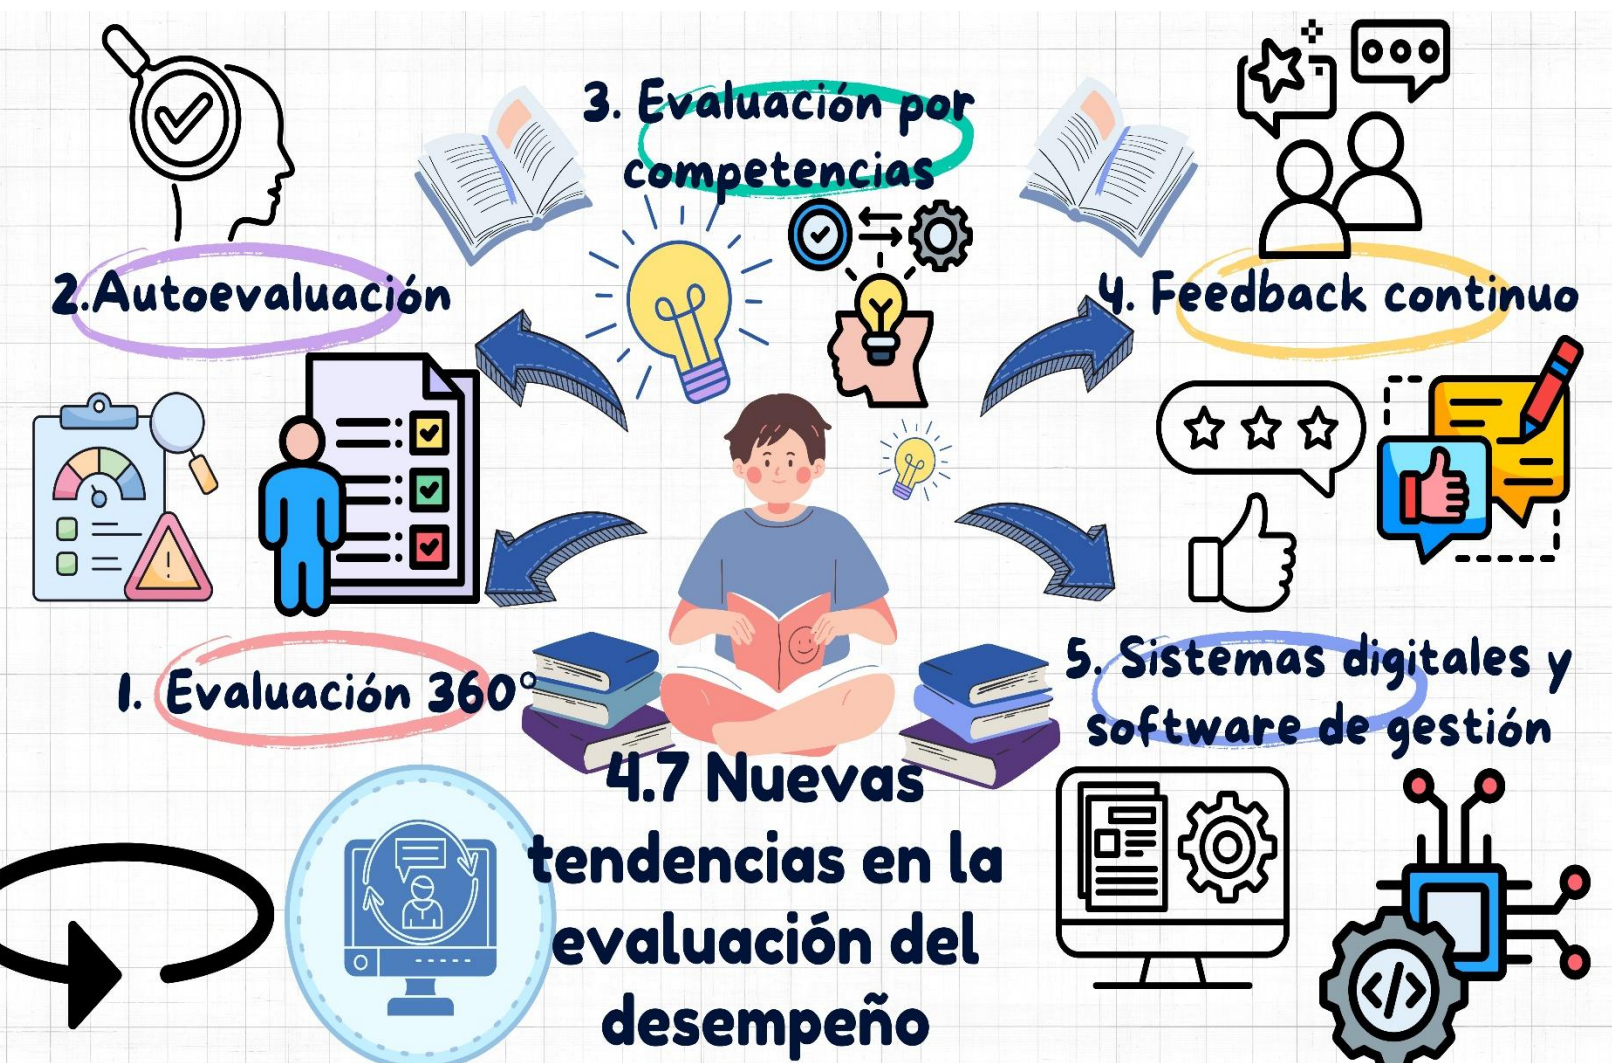 3. Evaluación por
competencias
2.Autoevaluación
4. Feedback continuo
1. Evaluación 360°
5. Sistemas digitales y
software de gestión
4.7 Nuevas
tendencias en la
evaluación del
desempeño